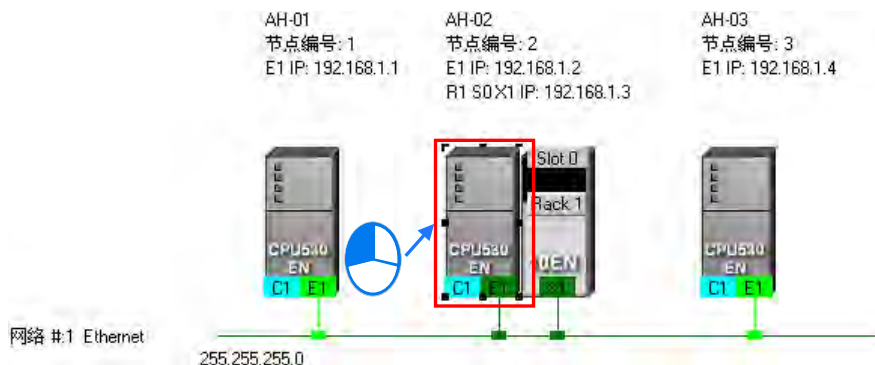 AH-01
节点编号: 1
E1 IP: 192.168.1.1
AH-02
节点编号: 2
E1 IP: 192.168.1.2
R1 S0 X1 IP: 192.168.1.3
AH-03
节点编号: 3
E1 IP: 192.168.1.4
CPU530
EN
C1 E1
CPU530
EN
C1 E1
Slot 0
Rack 1
0EN
CPU530
EN
C1 E1
网络 #:1 Ethernet
255.255.255.0